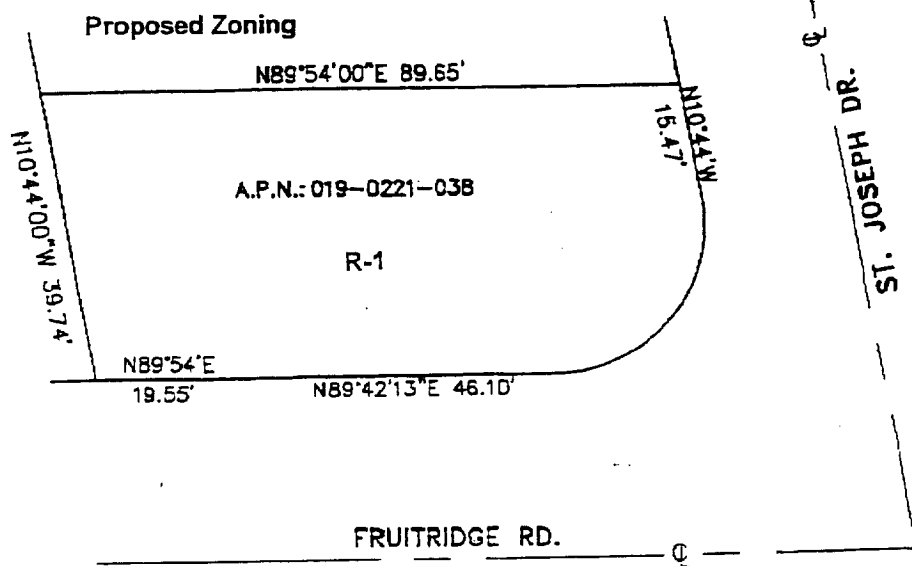 Proposed Zoning
N89°54'00"E 89.65'
N10°44'W
15.47'
N10°44'00"W 39.74'
A.P.N.: 019-0221-038
R-1
N89°54'E
19.55'
N89°42'13"E 46.10'
ST. JOSEPH DR.
℄
FRUITRIDGE RD.
℄